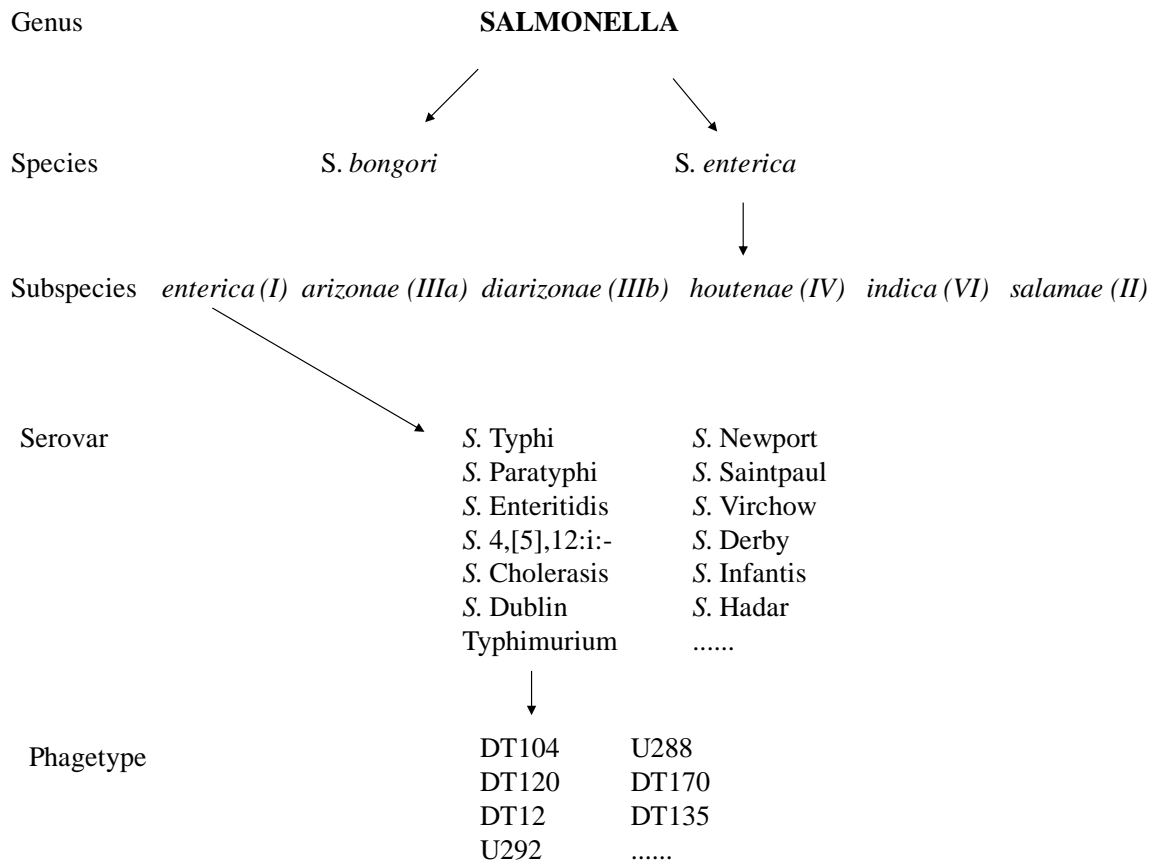 Genus SALMONELLA
Species S. bongori S. enterica
Subspecies enterica (I) arizonae (IIIa) diarizonae (IIIb) houtenae (IV) indica (VI) salamae (II)
Serovar S. Typhi S. Newport
S. Paratyphi S. Saintpaul
S. Enteritidis S. Virchow
S. 4,[5],12:i:- S. Derby
S. Cholerasis S. Infantis
S. Dublin S. Hadar
Typhimurium ......
Phagetype DT104 U288
DT120 DT170
DT12 DT135
U292 ......